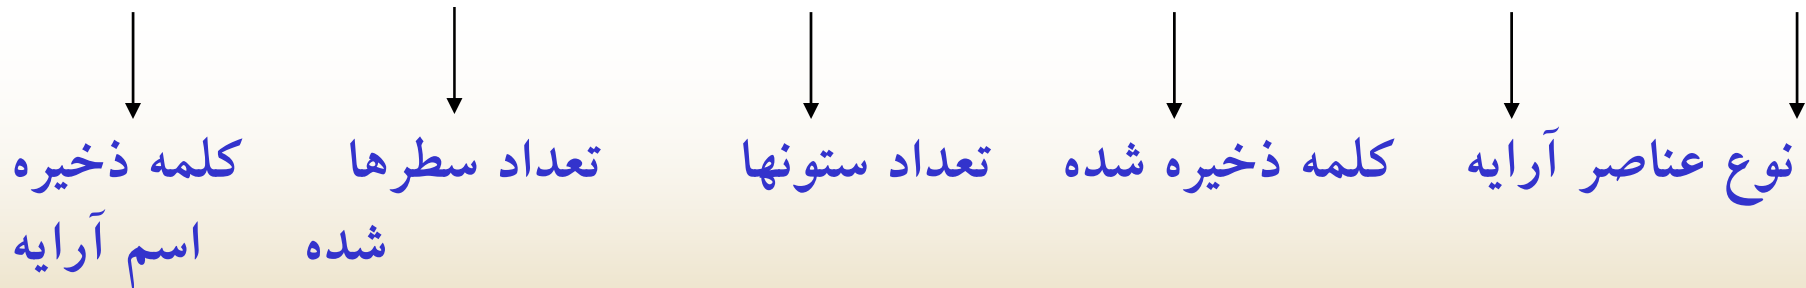 نوع عناصر آرایه کلمه ذخیره شده تعداد ستونها تعداد سطرها کلمه ذخیره
شده اسم آرایه